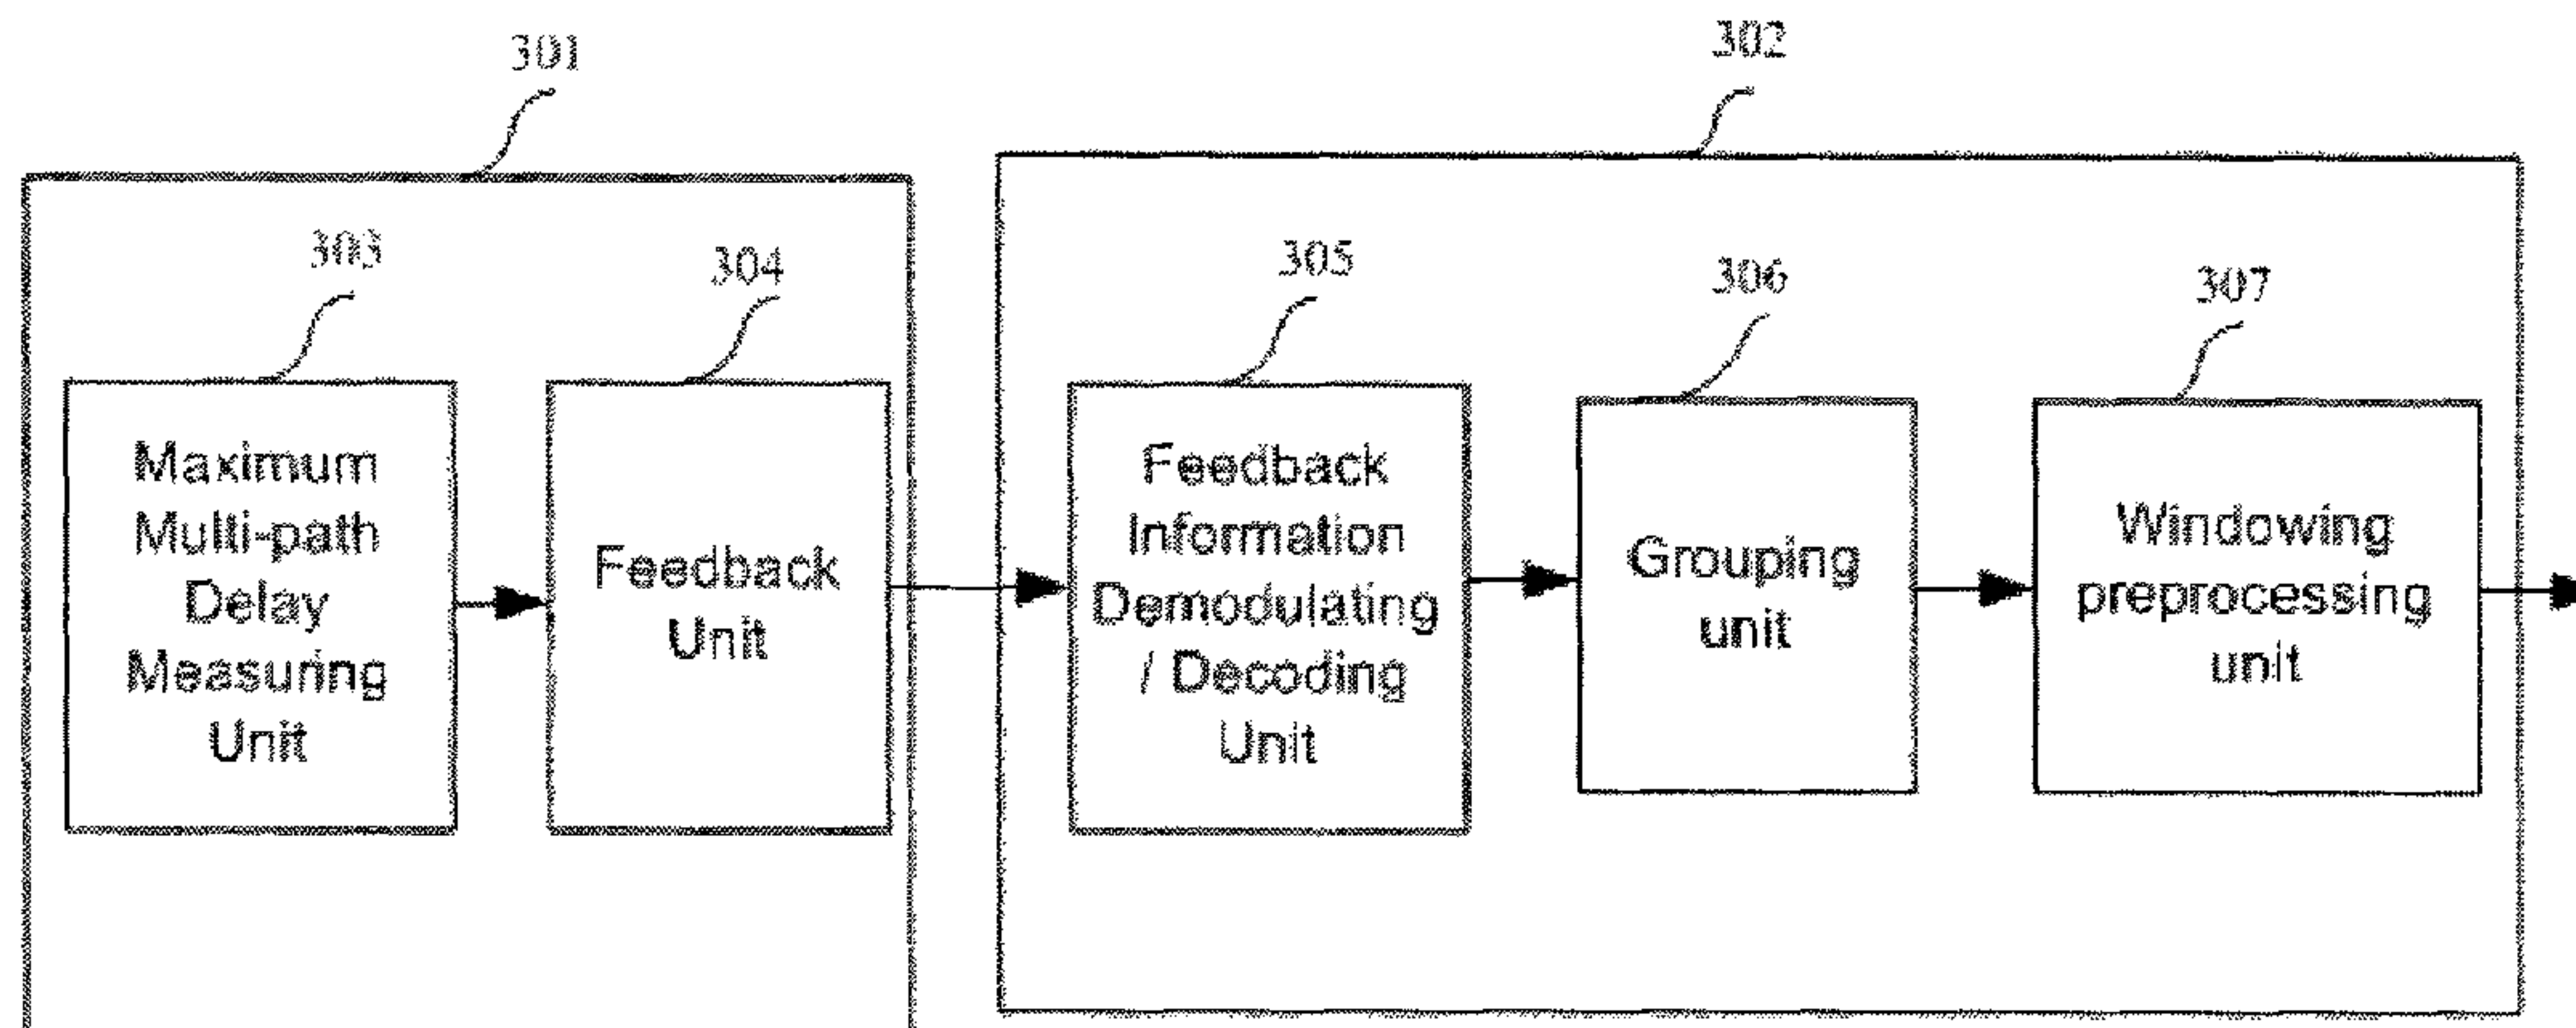 301
302
303
304
305
306
307
Maximum
Multi-path
Delay
Measuring
Unit
Feedback
Unit
Feedback
Information
Demodulating
/ Decoding
Unit
Grouping
unit
Windowing
preprocessing
unit